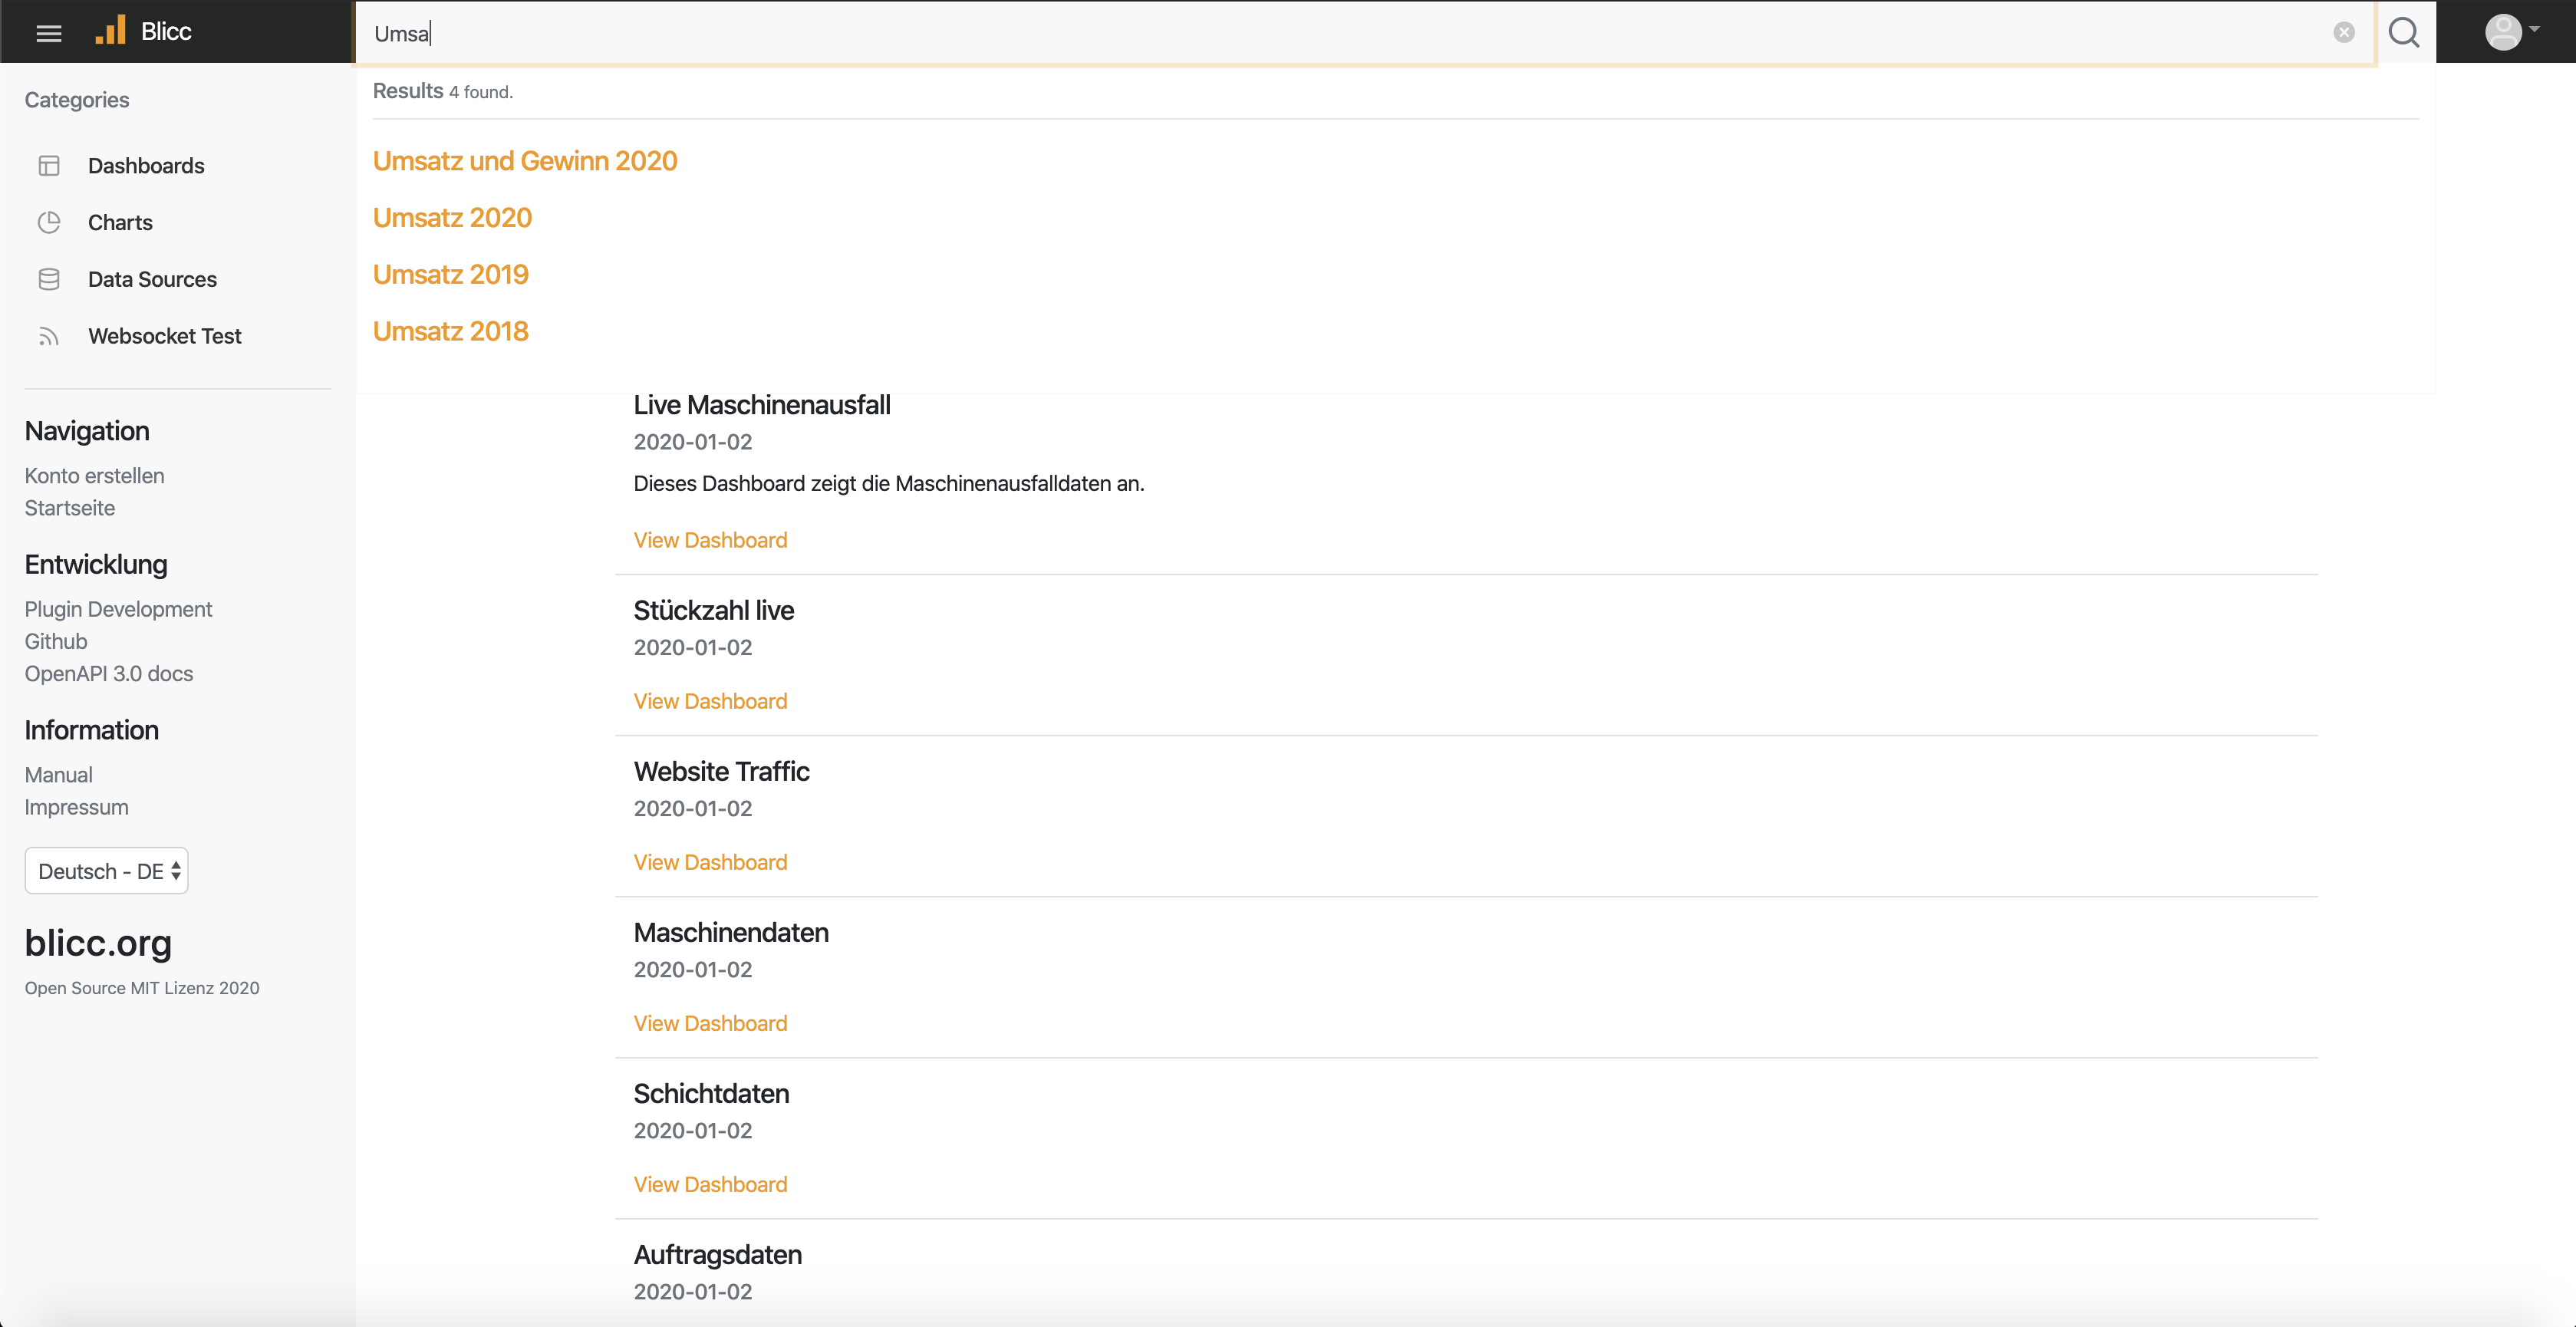 Blicc
Umsa
Categories
Dashboards
Charts
Data Sources
Websocket Test
Navigation
Konto erstellen
Startseite
Entwicklung
Plugin Development
Github
OpenAPI 3.0 docs
Information
Manual
Impressum
Deutsch - DE
blicc.org
Open Source MIT Lizenz 2020
Results 4 found.
Umsatz und Gewinn 2020
Umsatz 2020
Umsatz 2019
Umsatz 2018
Live Maschinenausfall
2020-01-02
Dieses Dashboard zeigt die Maschinenausfalldaten an.
View Dashboard
Stückzahl live
2020-01-02
View Dashboard
Website Traffic
2020-01-02
View Dashboard
Maschinendaten
2020-01-02
View Dashboard
Schichtdaten
2020-01-02
View Dashboard
Auftragsdaten
2020-01-02